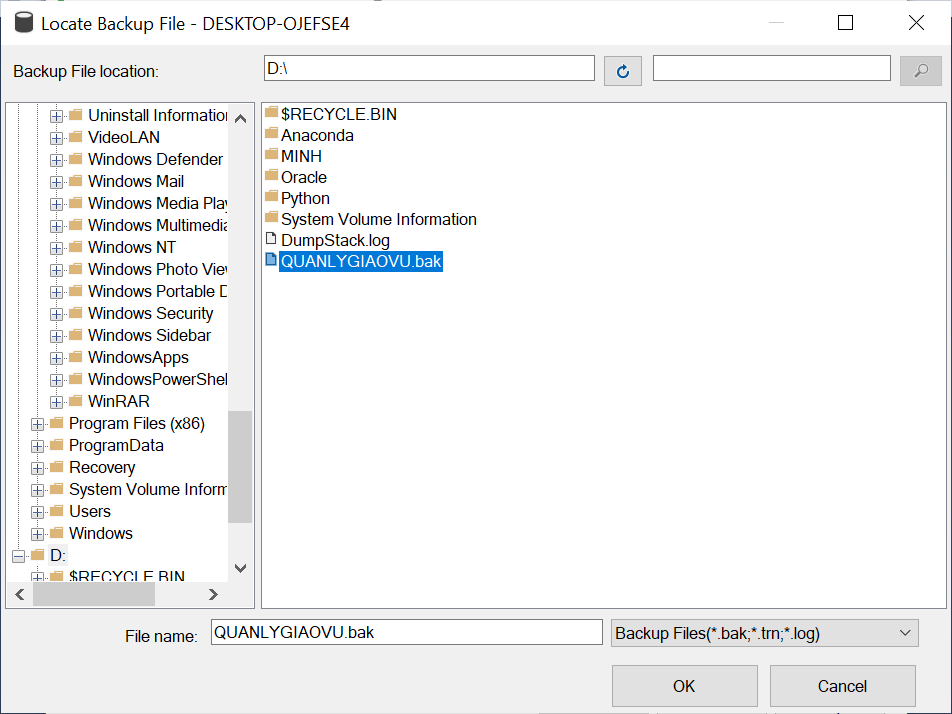 Locate Backup File - DESKTOP-OJEFSE4
Backup File location:
D:\
Uninstall Information
VideoLAN
Windows Defender
Windows Mail
Windows Media Play
Windows Multimedia
Windows NT
Windows Photo View
Windows Portable D
Windows Security
Windows Sidebar
WindowsApps
WindowsPowerShel
WinRAR
Program Files (x86)
ProgramData
Recovery
System Volume Inform
Users
Windows
D:
$RECYCLE.BIN
$RECYCLE.BIN
Anaconda
MINH
Oracle
Python
System Volume Information
DumpStack.log
QUANLYGIAOVU.bak
File name:
QUANLYGIAOVU.bak
Backup Files(*.bak;*.trn;*.log)
OK
Cancel